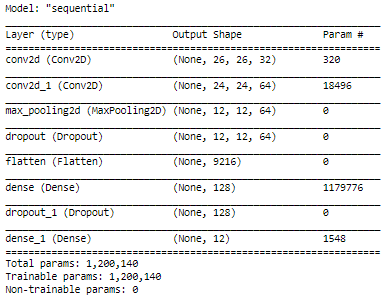 Model: "sequential"
Layer (type) Output Shape Param #
conv2d (Conv2D) (None, 26, 26, 32) 320
conv2d_1 (Conv2D) (None, 24, 24, 64) 18496
max_pooling2d (MaxPooling2D) (None, 12, 12, 64) 0
dropout (Dropout) (None, 12, 12, 64) 0
flatten (Flatten) (None, 9216) 0
dense (Dense) (None, 128) 1179776
dropout_1 (Dropout) (None, 128) 0
dense_1 (Dense) (None, 12) 1548
Total params: 1,200,140
Trainable params: 1,200,140
Non-trainable params: 0